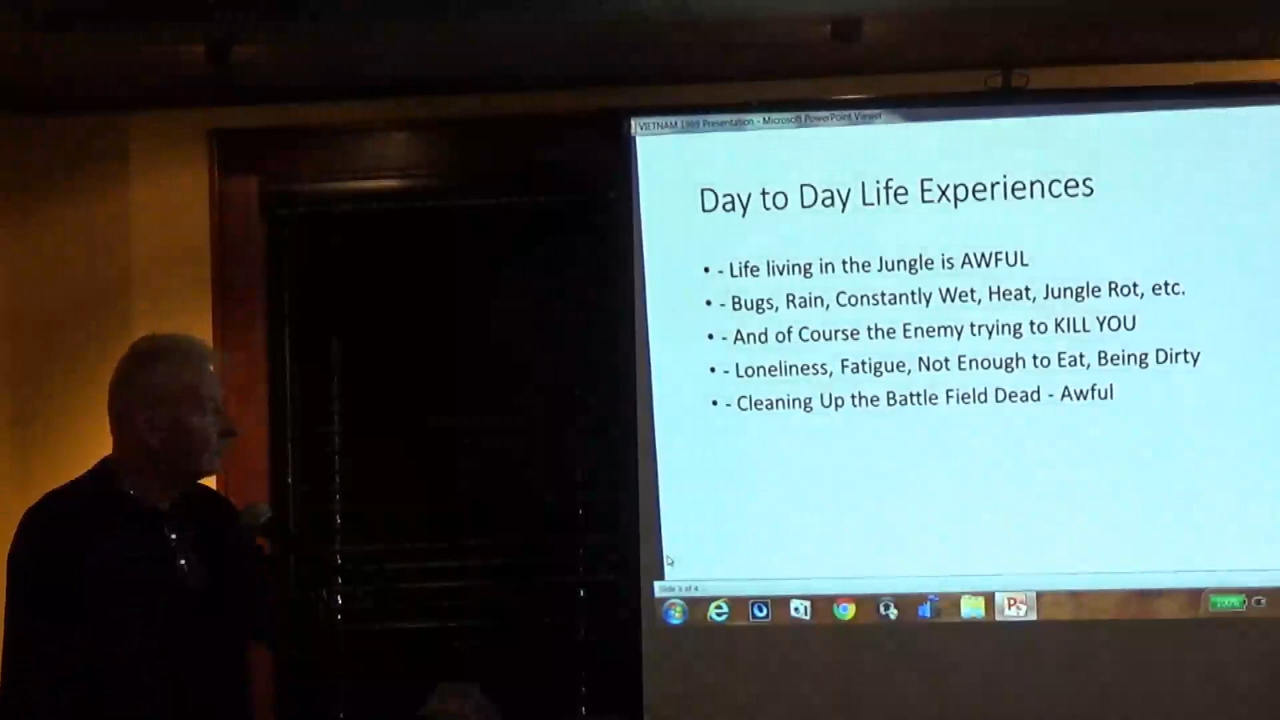 VIETNAM 1969 Presentation - Microsoft PowerPoint Viewer
Day to Day Life Experiences
• - Life living in the Jungle is AWFUL
• - Bugs, Rain, Constantly Wet, Heat, Jungle Rot, etc.
• - And of Course the Enemy trying to KILL YOU
• - Loneliness, Fatigue, Not Enough to Eat, Being Dirty
• - Cleaning Up the Battle Field Dead - Awful
Slide 3 of 4
100%